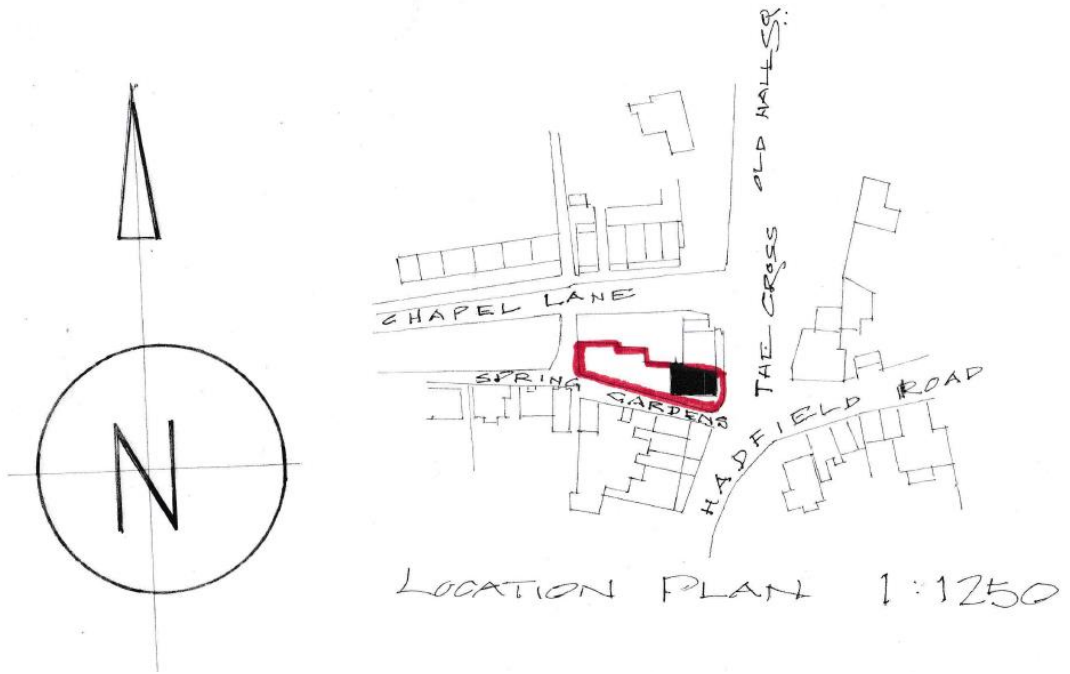 OLD HALL SQ.
THE CROSS
CHAPEL LANE
SPRING
GARDENS
HADFIELD ROAD
N
LOCATION PLAN 1:1250